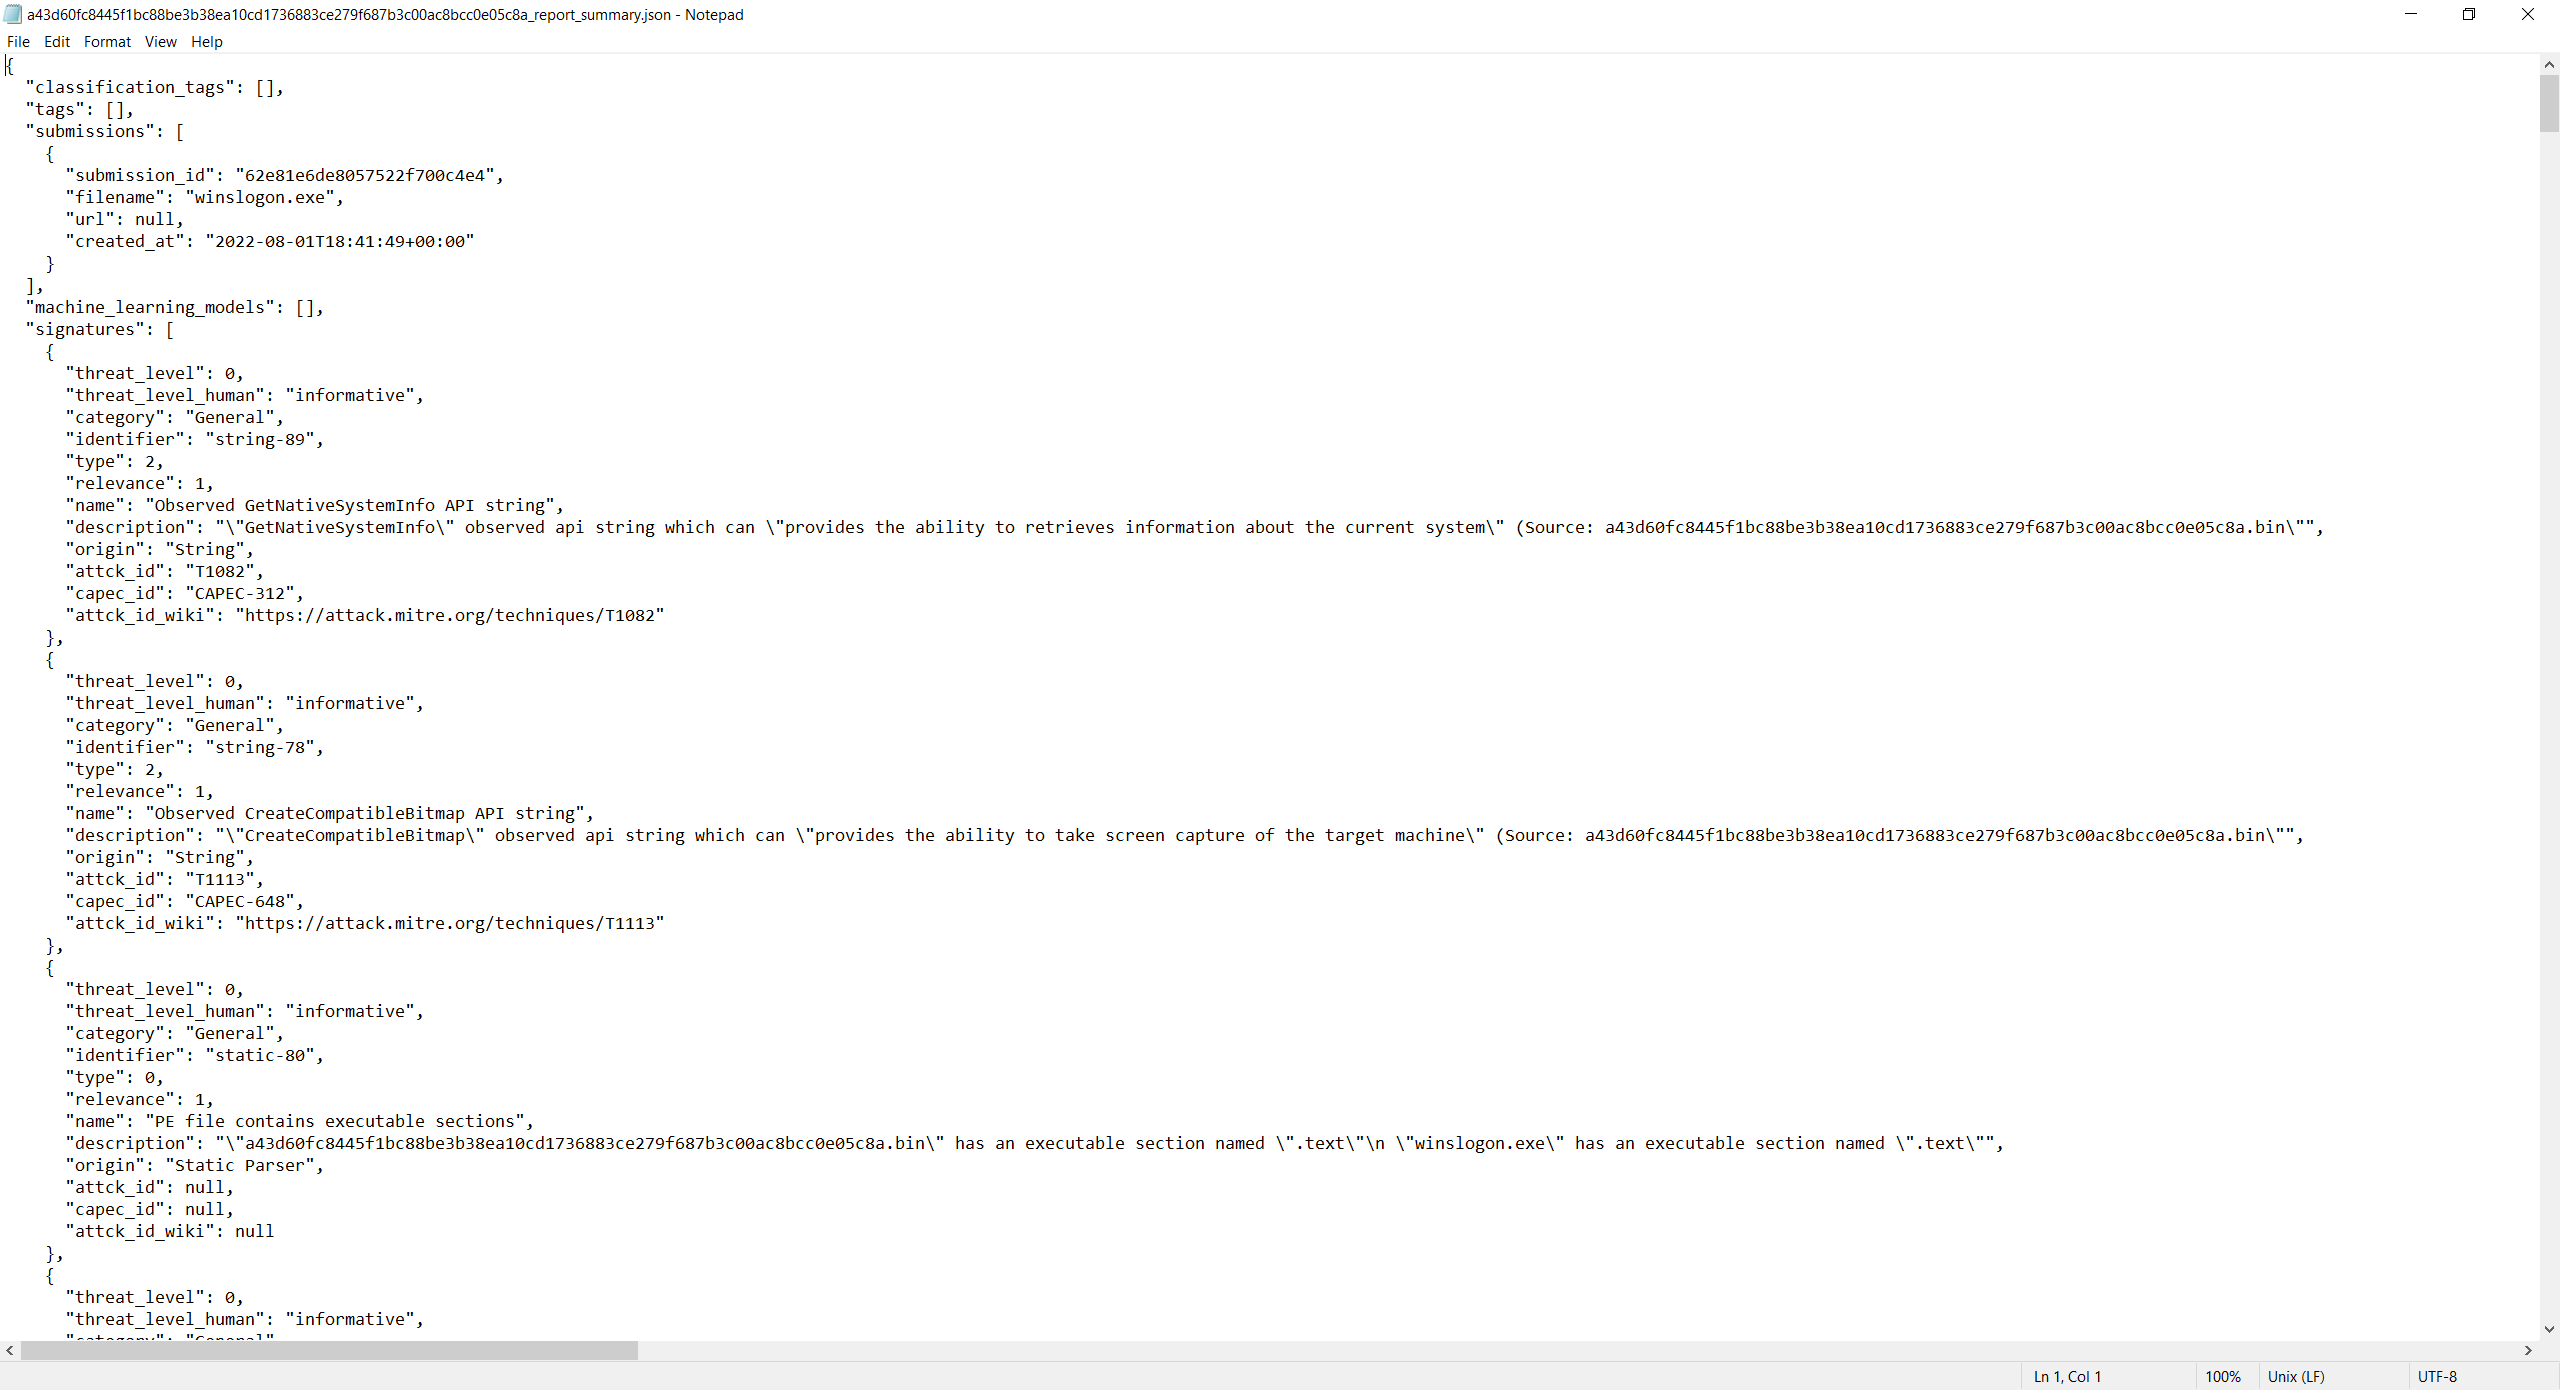 a43d60fc8445f1bc88be3b38ea10cd1736883ce279f687b3c00ac8bcc0e05c8a_report_summary.json - Notepad
File Edit Format View Help
{
  "classification_tags": [],
  "tags": [],
  "submissions": [
    {
      "submission_id": "62e81e6de8057522f700c4e4",
      "filename": "winslogon.exe",
      "url": null,
      "created_at": "2022-08-01T18:41:49+00:00"
    }
  ],
  "machine_learning_models": [],
  "signatures": [
    {
      "threat_level": 0,
      "threat_level_human": "informative",
      "category": "General",
      "identifier": "string-89",
      "type": 2,
      "relevance": 1,
      "name": "Observed GetNativeSystemInfo API string",
      "description": "\"GetNativeSystemInfo\" observed api string which can \"provides the ability to retrieves information about the current system\" (Source: a43d60fc8445f1bc88be3b38ea10cd1736883ce279f687b3c00ac8bcc0e05c8a.bin\"",
      "origin": "String",
      "attck_id": "T1082",
      "capec_id": "CAPEC-312",
      "attck_id_wiki": "https://attack.mitre.org/techniques/T1082"
    },
    {
      "threat_level": 0,
      "threat_level_human": "informative",
      "category": "General",
      "identifier": "string-78",
      "type": 2,
      "relevance": 1,
      "name": "Observed CreateCompatibleBitmap API string",
      "description": "\"CreateCompatibleBitmap\" observed api string which can \"provides the ability to take screen capture of the target machine\" (Source: a43d60fc8445f1bc88be3b38ea10cd1736883ce279f687b3c00ac8bcc0e05c8a.bin\"",
      "origin": "String",
      "attck_id": "T1113",
      "capec_id": "CAPEC-648",
      "attck_id_wiki": "https://attack.mitre.org/techniques/T1113"
    },
    {
      "threat_level": 0,
      "threat_level_human": "informative",
      "category": "General",
      "identifier": "static-80",
      "type": 0,
      "relevance": 1,
      "name": "PE file contains executable sections",
      "description": "\"a43d60fc8445f1bc88be3b38ea10cd1736883ce279f687b3c00ac8bcc0e05c8a.bin\" has an executable section named \".text\"\n \"winslogon.exe\" has an executable section named \".text\"",
      "origin": "Static Parser",
      "attck_id": null,
      "capec_id": null,
      "attck_id_wiki": null
    },
    {
      "threat_level": 0,
      "threat_level_human": "informative",
      "category": "General"
Ln 1, Col 1 100% Unix (LF) UTF-8